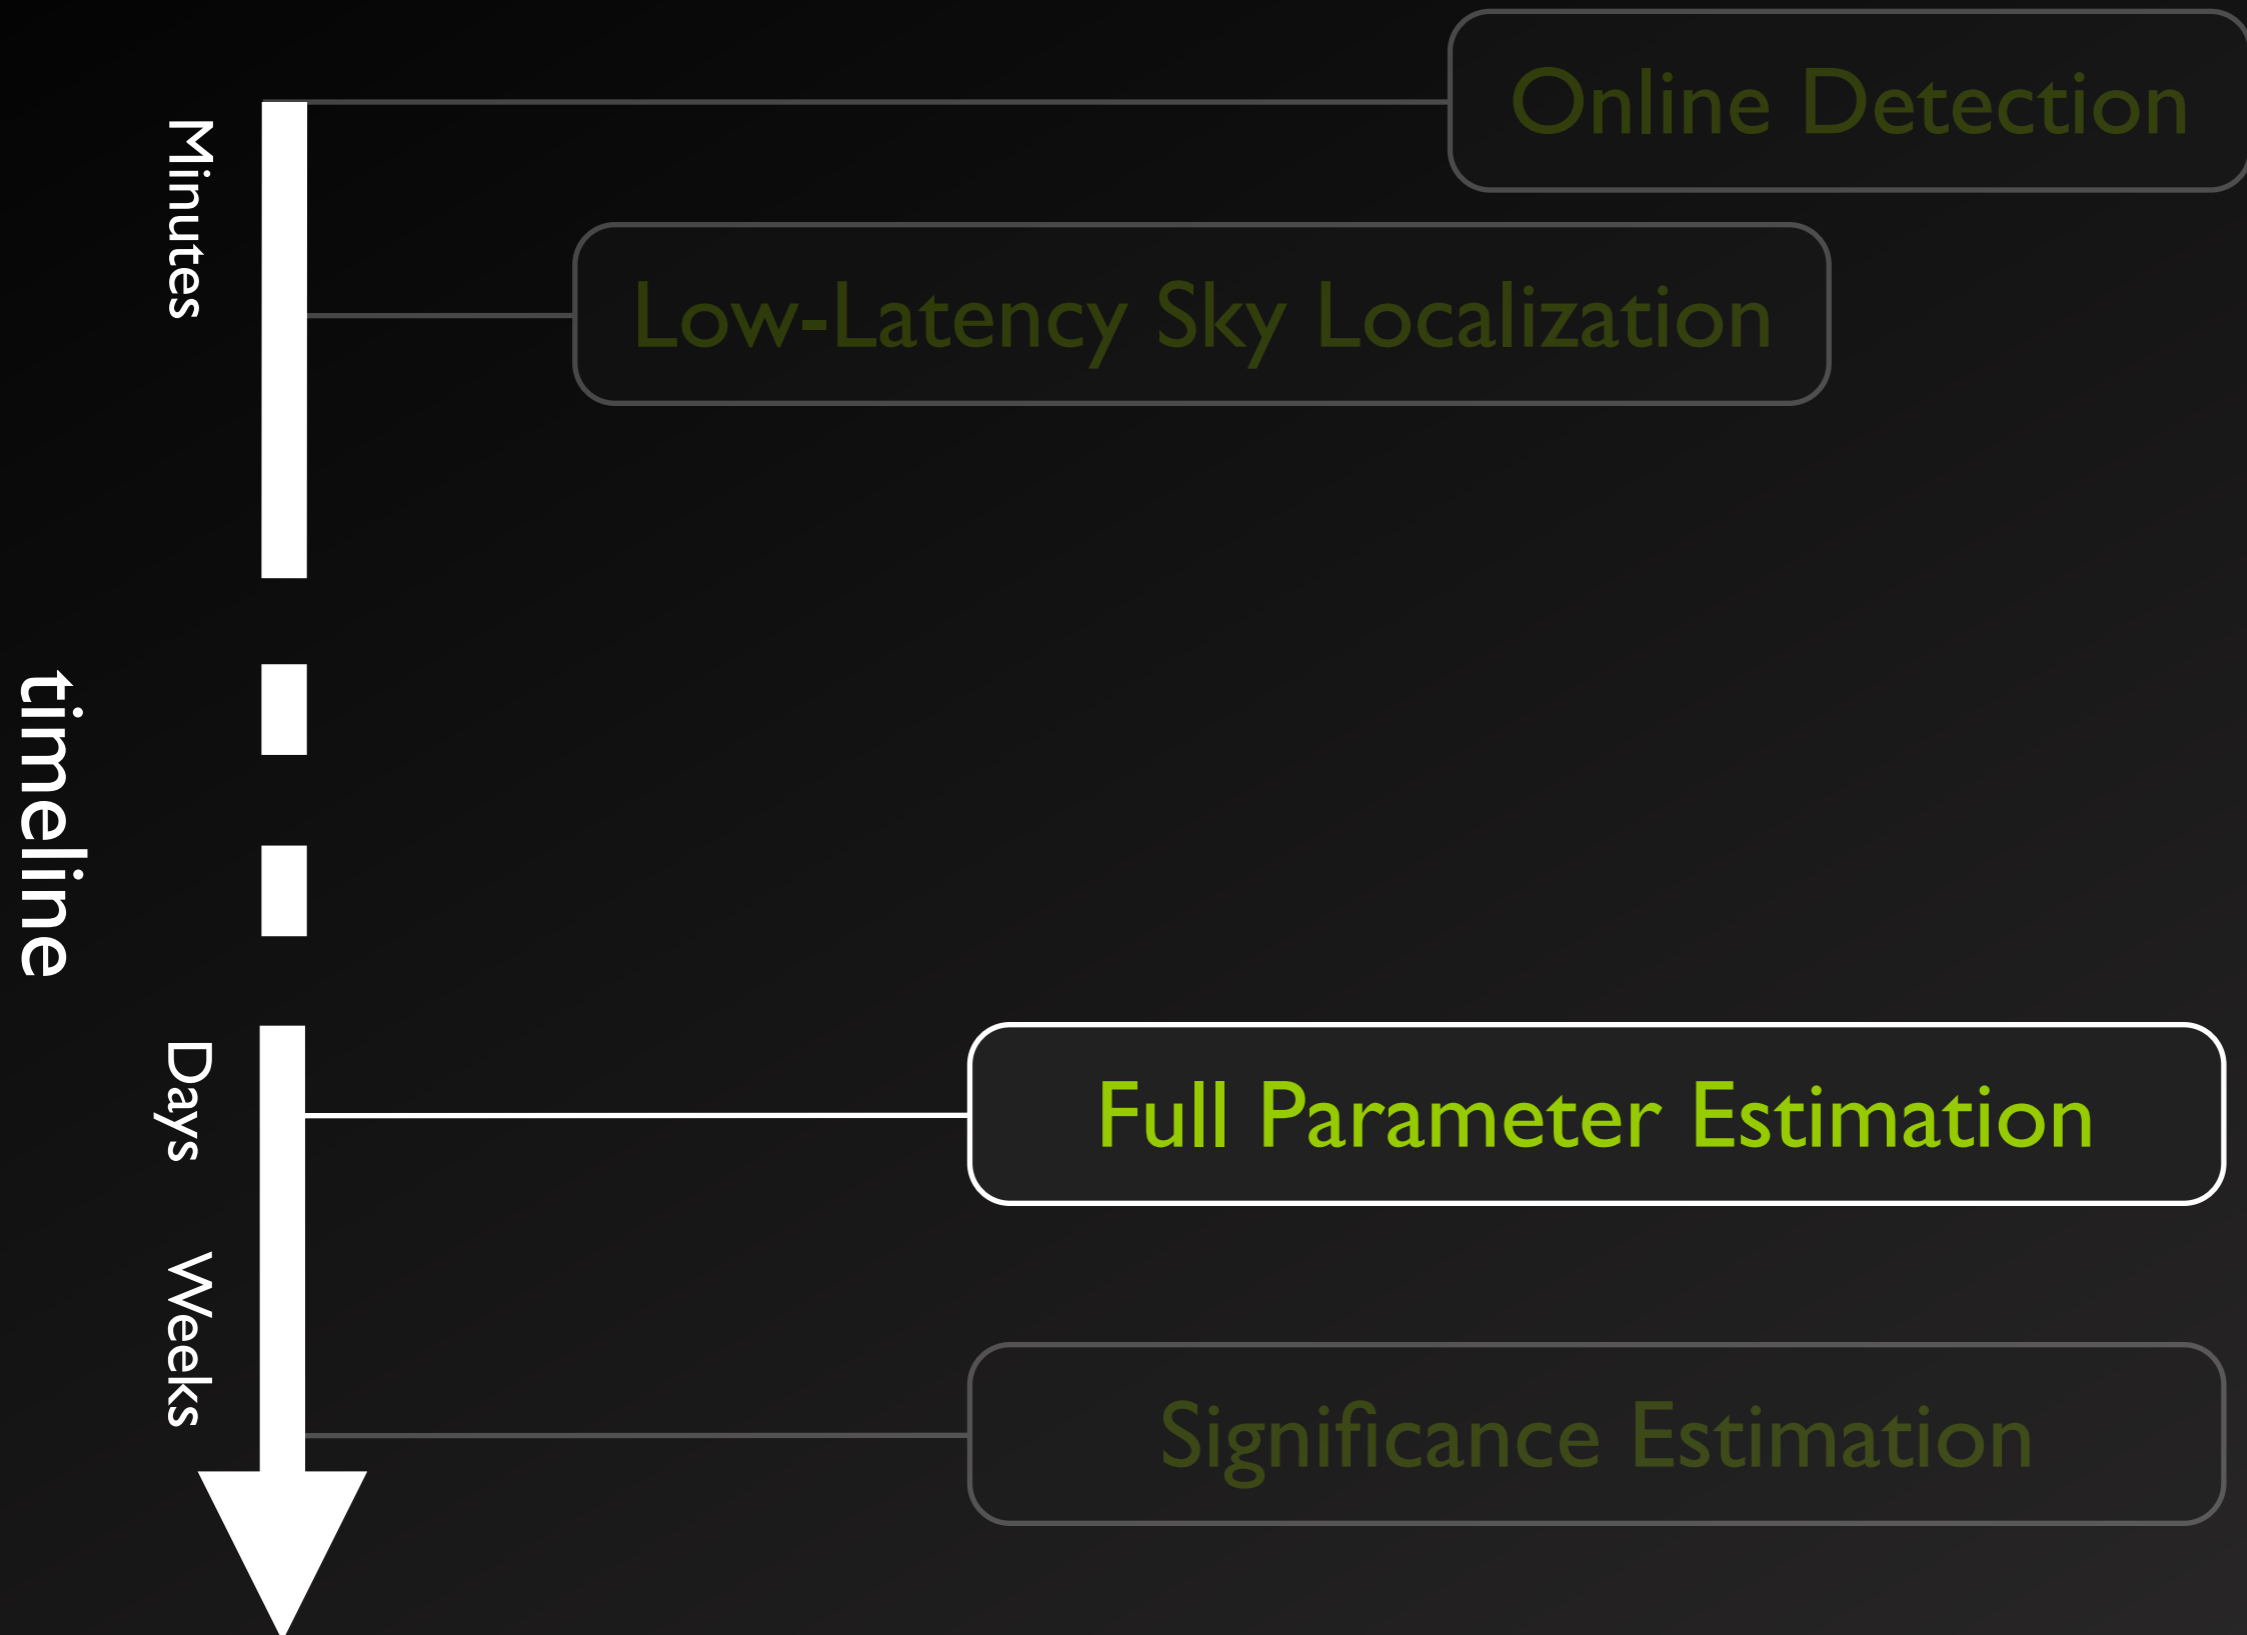 Online Detection
Minutes
Low-Latency Sky Localization
timeline
Days
Full Parameter Estimation
Weeks
Significance Estimation